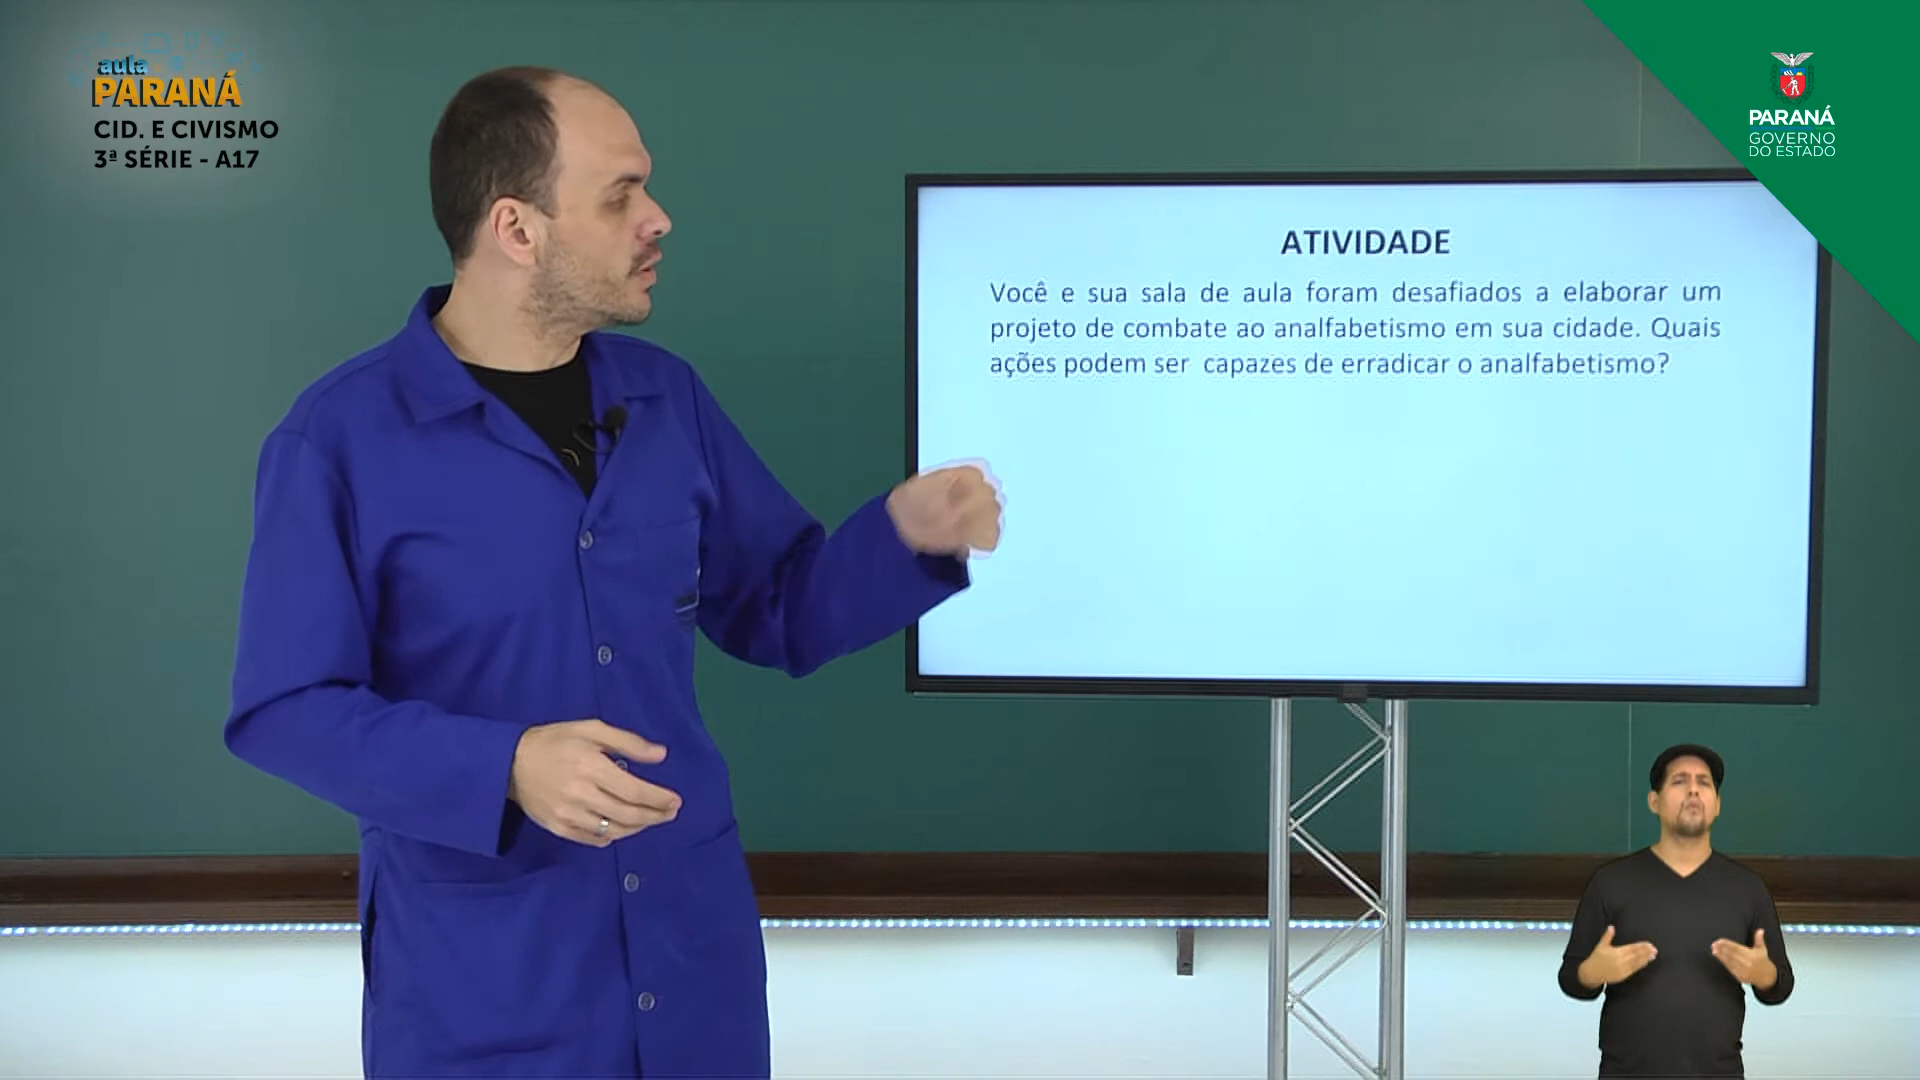 aula
PARANÁ
CID. E CIVISMO
3ª SÉRIE - A17
PARANÁ
GOVERNO
DO ESTADO
ATIVIDADE
Você e sua sala de aula foram desafiados a elaborar um
projeto de combate ao analfabetismo em sua cidade. Quais
ações podem ser capazes de erradicar o analfabetismo?